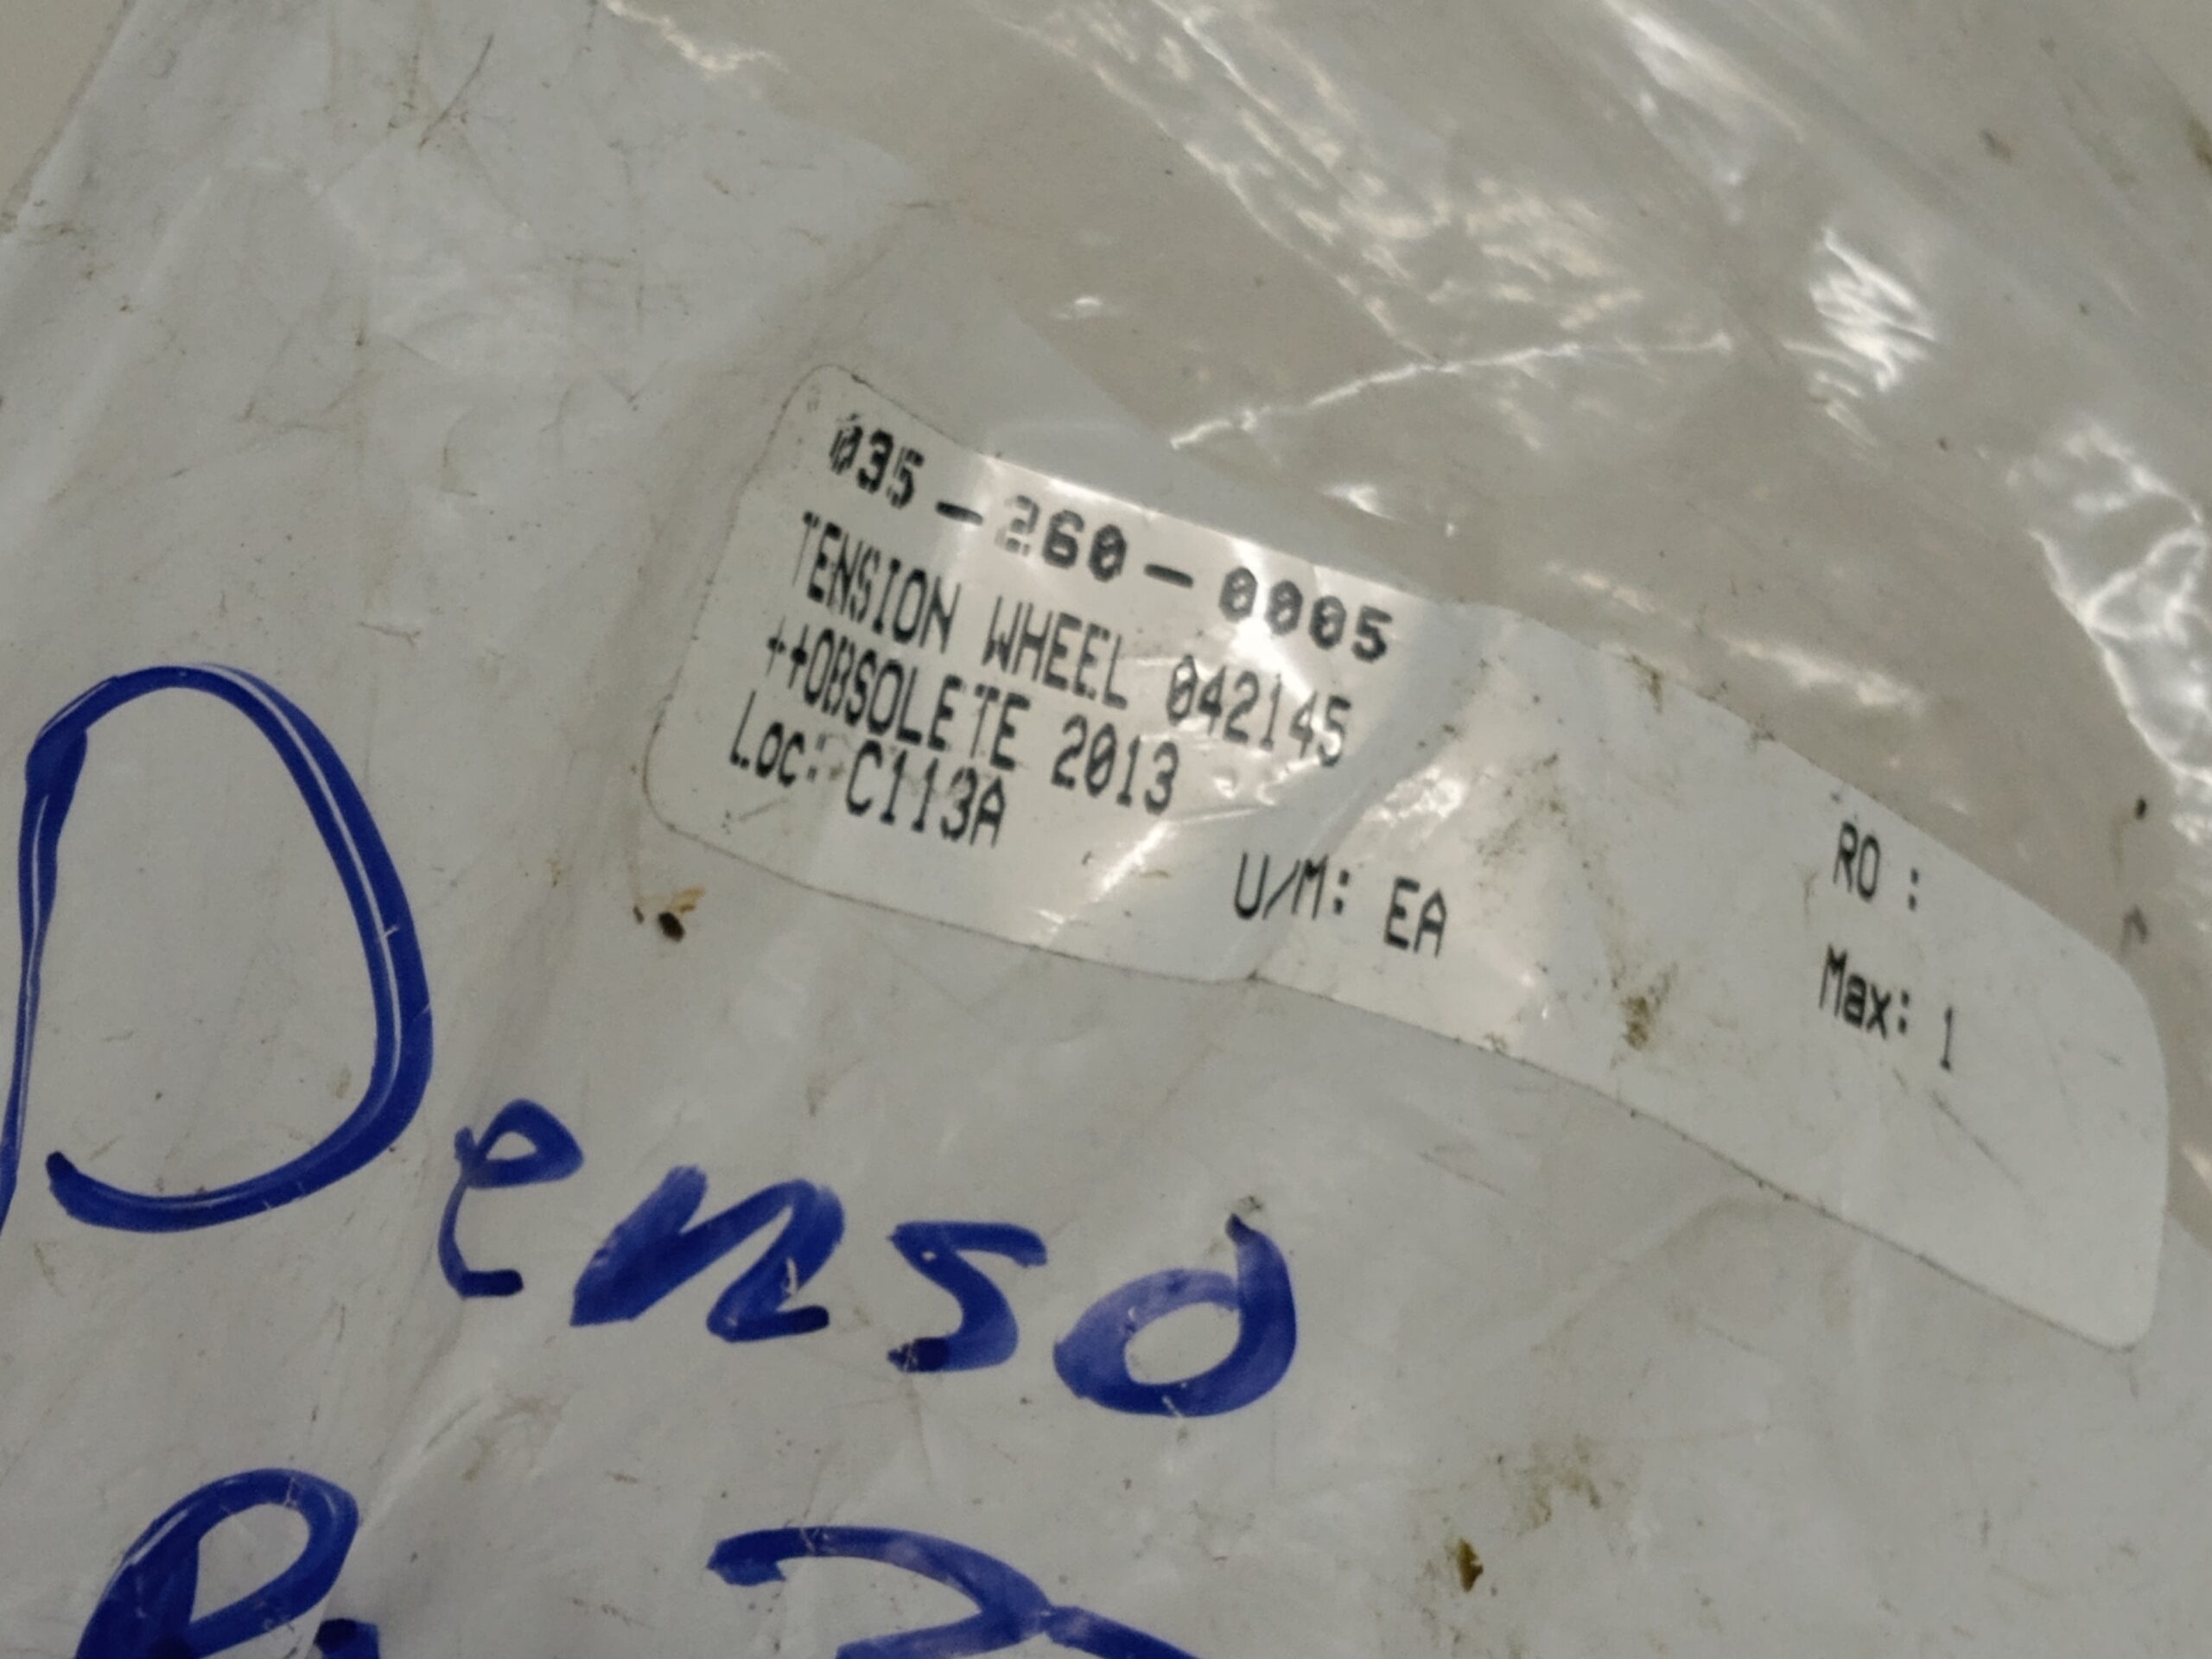 035-260-0005
TENSION WHEEL 042145
++OBSOLETE 2013
Loc: C113A
U/M: EA
RO :
Max: 1
Denso